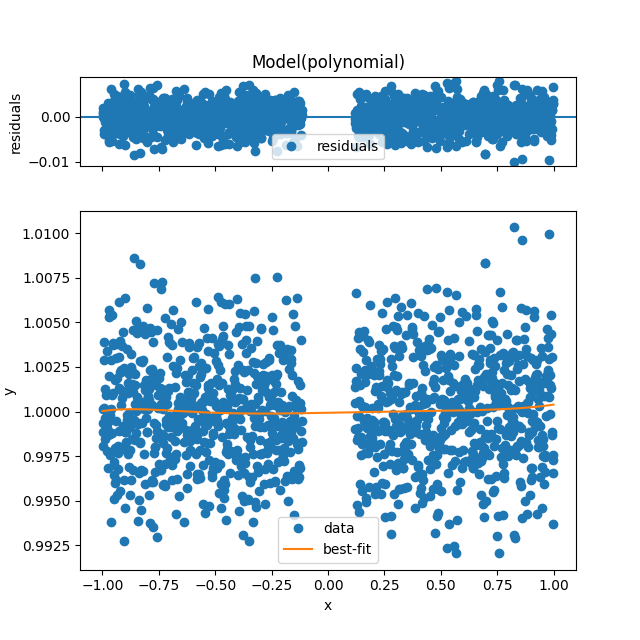 Model(polynomial)
residuals
0.00
−0.01
residuals
y
1.0100
1.0075
1.0050
1.0025
1.0000
0.9975
0.9950
0.9925
data
best-fit
−1.00 −0.75 −0.50 −0.25 0.00 0.25 0.50 0.75 1.00
x